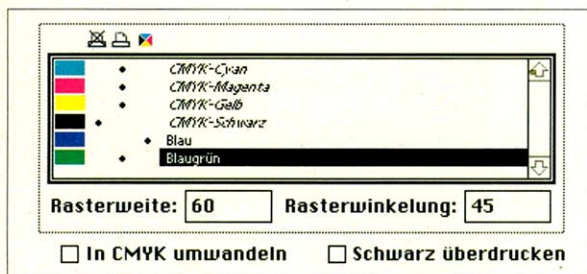 CMYK-Cyan
CMYK-Magenta
CMYK-Gelb
CMYK-Schwarz
Blau
Blaugrün
Rasterweite: 60 Rasterwinkelung: 45
In CMYK umwandeln Schwarz überdrucken